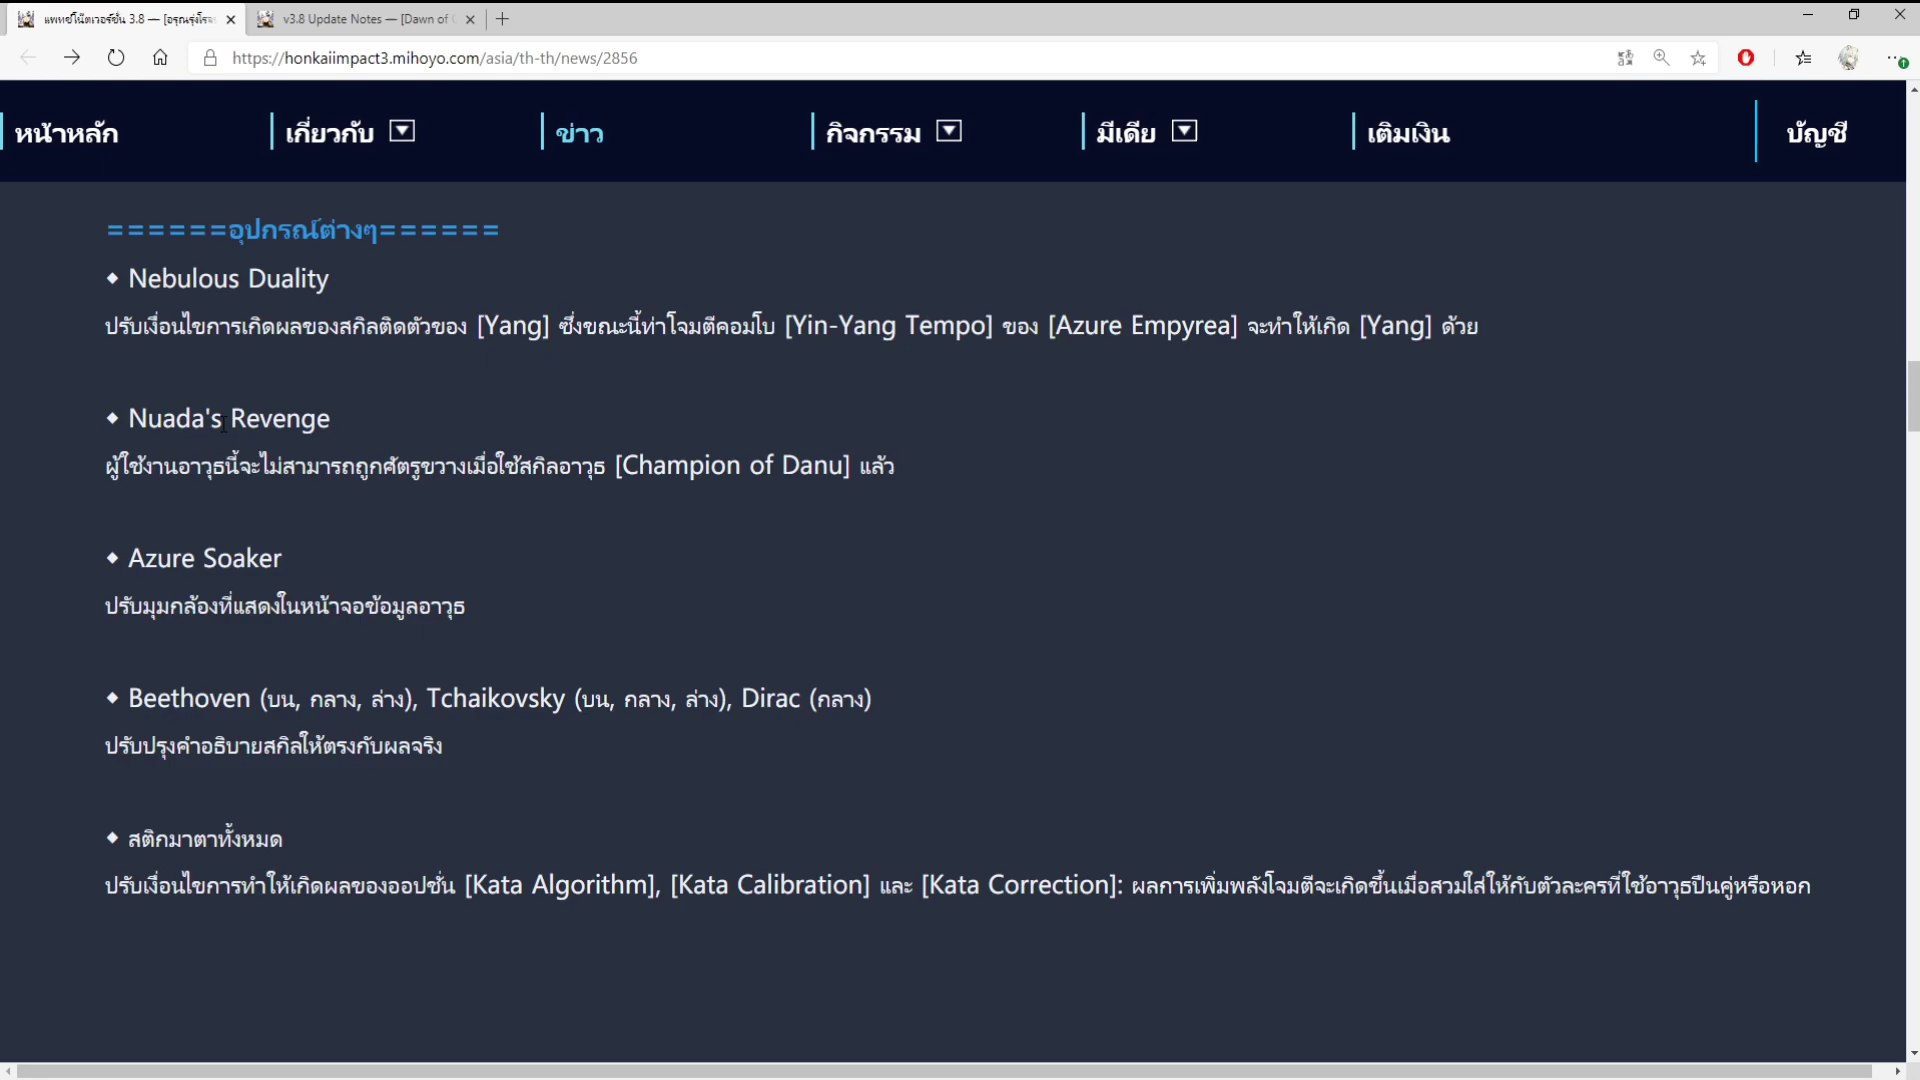 แพทช์โน้ตเวอร์ชั่น 3.8 — [อรุณรุ่ง
v3.8 Update Notes — [Dawn of
https://honkaiimpact3.mihoyo.com/asia/th-th/news/2856
หน้าหลัก เกี่ยวกับ ข่าว กิจกรรม มีเดีย เติมเงิน บัญชี
======อุปกรณ์ต่างๆ======
◆ Nebulous Duality
ปรับเงื่อนไขการเกิดผลของสกิลติดตัวของ [Yang] ซึ่งขณะนี้ท่าโจมตีคอมโบ [Yin-Yang Tempo] ของ [Azure Empyrea] จะทำให้เกิด [Yang] ด้วย
◆ Nuada's Revenge
ผู้ใช้งานอาวุธนี้จะไม่สามารถถูกศัตรูขวางเมื่อใช้สกิลอาวุธ [Champion of Danu] แล้ว
◆ Azure Soaker
ปรับมุมกล้องที่แสดงในหน้าจอข้อมูลอาวุธ
◆ Beethoven (บน, กลาง, ล่าง), Tchaikovsky (บน, กลาง, ล่าง), Dirac (กลาง)
ปรับปรุงคำอธิบายสกิลให้ตรงกับผลจริง
◆ สติกมาตาทั้งหมด
ปรับเงื่อนไขการทำให้เกิดผลของออปชั่น [Kata Algorithm], [Kata Calibration] และ [Kata Correction]: ผลการเพิ่มพลังโจมตีจะเกิดขึ้นเมื่อสวมใส่ให้กับตัวละครที่ใช้อาวุธปืนคู่หรือหอก